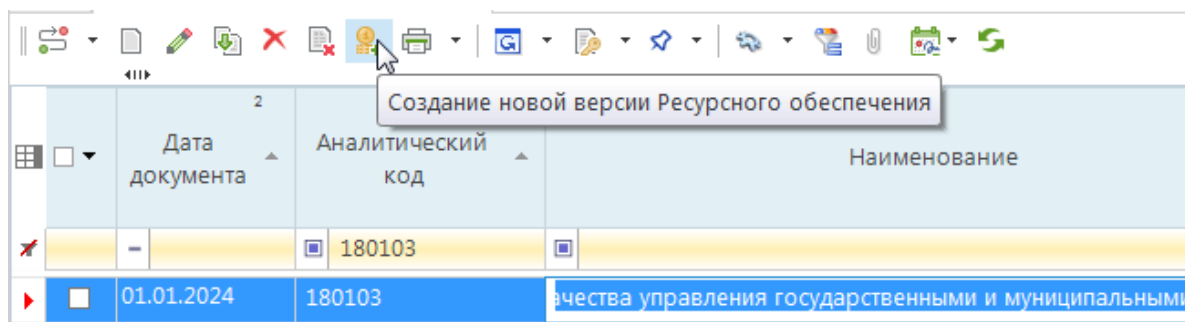 G
Создание новой версии Ресурсного обеспечения
2
Дата
документа
Аналитический
код
Наименование
180103
01.01.2024
180103
ачества управления государственными и муниципальными